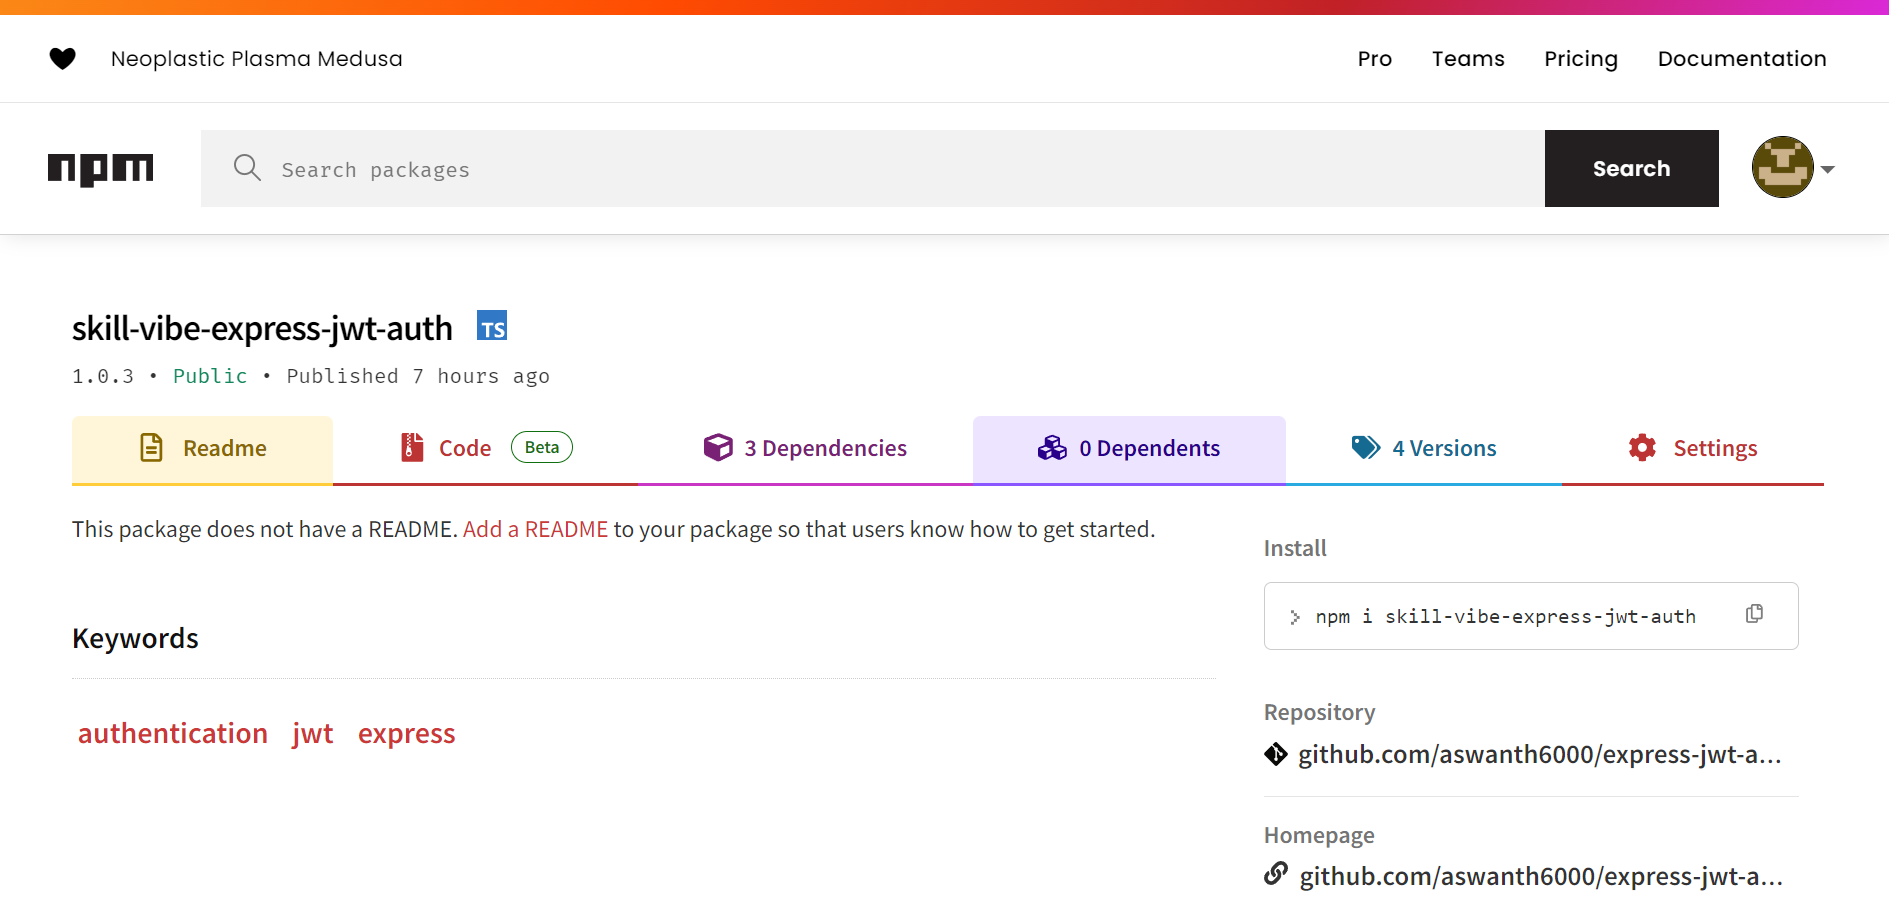 Neoplastic Plasma Medusa
Pro Teams Pricing Documentation
npm Search packages Search
skill-vibe-express-jwt-auth TS
1.0.3 • Public • Published 7 hours ago
Readme Code Beta 3 Dependencies 0 Dependents 4 Versions Settings
This package does not have a README. Add a README to your package so that users know how to get started.
Keywords
authentication jwt express
Install
npm i skill-vibe-express-jwt-auth
Repository
github.com/aswanth6000/express-jwt-a...
Homepage
github.com/aswanth6000/express-jwt-a...